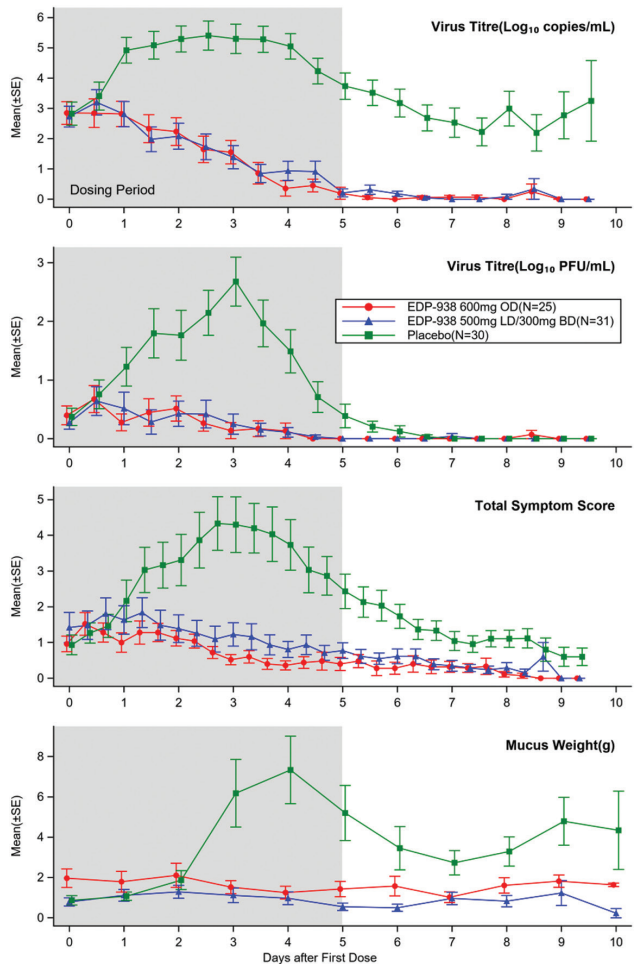 Virus Titre(Log₁₀ copies/mL)
6
5
4
3
2
1
0
Mean(±SE)
Dosing Period
0 1 2 3 4 5 6 7 8 9 10
Virus Titre(Log₁₀ PFU/mL)
3
2
1
0
Mean(±SE)
EDP-938 600mg OD(N=25)
EDP-938 500mg LD/300mg BD(N=31)
Placebo(N=30)
0 1 2 3 4 5 6 7 8 9 10
Total Symptom Score
5
4
3
2
1
0
Mean(±SE)
0 1 2 3 4 5 6 7 8 9 10
Mucus Weight(g)
8
6
4
2
0
Mean(±SE)
0 1 2 3 4 5 6 7 8 9 10
Days after First Dose